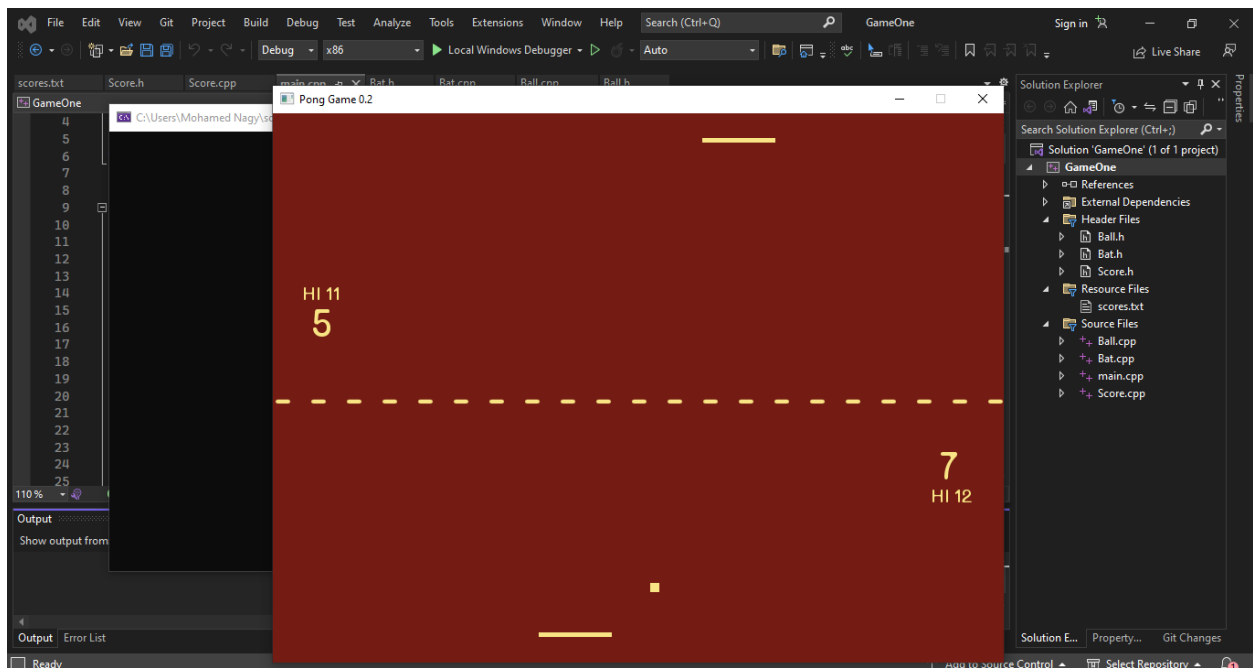 File Edit View Git Project Build Debug Test Analyze Tools Extensions Window Help Search (Ctrl+Q) GameOne Sign in
Debug x86 Local Windows Debugger Auto Live Share
scores.txt Score.h Score.cpp main.cpp Bat.h Bat.cpp Ball.cpp Ball.h
GameOne
4
5
6
7
8
9
10
11
12
13
14
15
16
17
18
19
20
21
22
23
24
25
110 %
C:\Users\Mohamed Nagy\
Pong Game 0.2
HI 11
5
7
HI 12
Output
Show output from
Output Error List
Ready
Solution Explorer
Search Solution Explorer (Ctrl+;)
Solution 'GameOne' (1 of 1 project)
GameOne
References
External Dependencies
Header Files
Ball.h
Bat.h
Score.h
Resource Files
scores.txt
Source Files
Ball.cpp
Bat.cpp
main.cpp
Score.cpp
Properties
Solution E... Property... Git Changes
Add to Source Control Select Repository 1